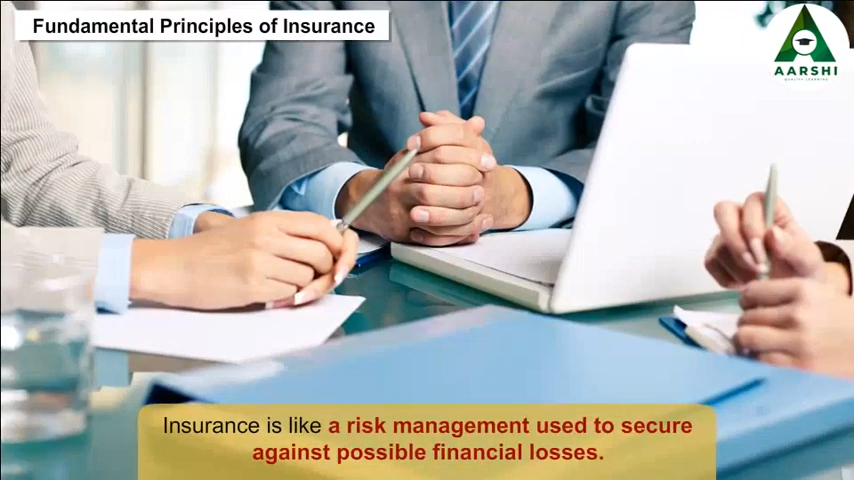 Fundamental Principles of Insurance
AARSHI
Insurance is like a risk management used to secure
against possible financial losses.